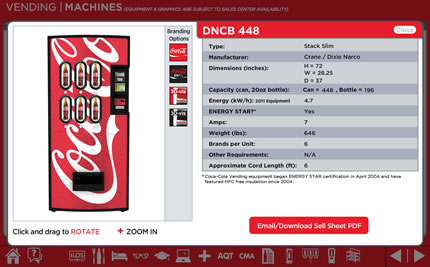 VENDING | MACHINES (EQUIPMENT & GRAPHICS ARE SUBJECT TO SALES CENTER AVAILABILITY)
Branding
Options
Coca-Cola
DNCB 448
Close
Type: Stack Slim
Manufacturer: Crane / Dixie Narco
Dimensions (inches): H = 72
W = 28.25
D = 37
Capacity (can, 20oz bottle): Can = 448 , Bottle = 196
Energy (kW/h): 2011 Equipment 4.7
ENERGY STAR?* Yes
Amps: 7
Weight (lbs): 646
Brands per Unit: 6
Other Requirements: N/A
Approximate Cord Length (ft): 6
* Coca-Cola Vending equipment began ENERGY STAR certification in April 2004 and have
featured HFC free insulation since 2004.
Click and drag to ROTATE + ZOOM IN
Email/Download Sell Sheet PDF
AQT CMA